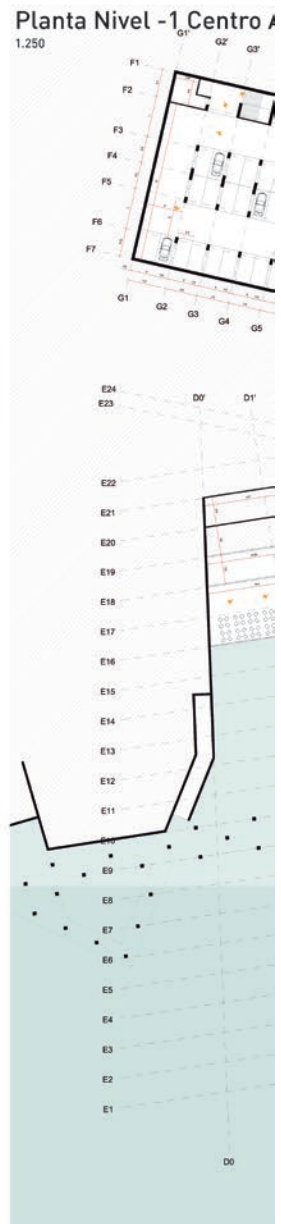 Planta Nivel -1 Centro
1.250
G1' G2' G3'
F1
F2
F3
F4
F5
F6
F7
G1 G2 G3 G4 G5
E24
E23
D0' D1'
E22
E21
E20
E19
E18
E17
E16
E15
E14
E13
E12
E11
E10
E9
E8
E7
E6
E5
E4
E3
E2
E1
D0